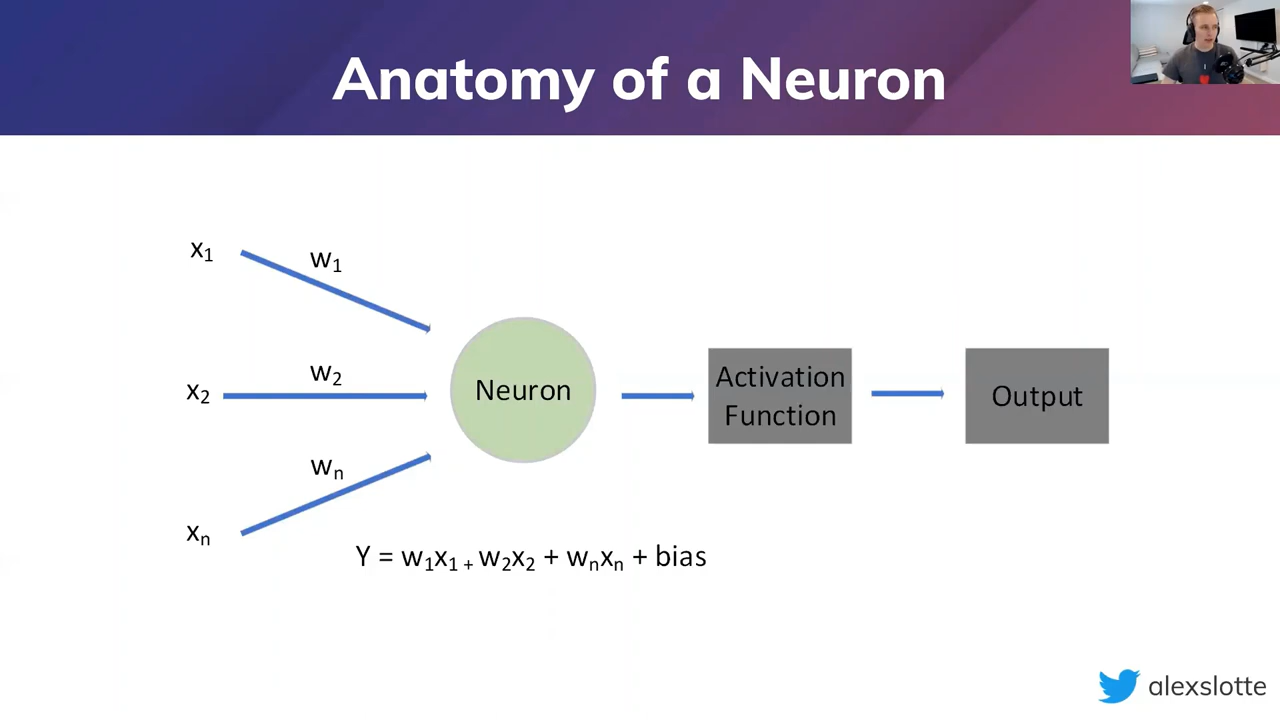 Anatomy of a Neuron
x₁
w₁
x₂
w₂
wₙ
xₙ
Neuron
Activation
Function
Output
Y = w₁x₁ ₊ w₂x₂ + wₙxₙ + bias
alexslotte